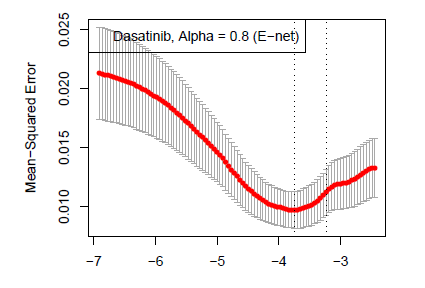 Dasatinib, Alpha = 0.8 (E-net)
Mean-Squared Error
0.025
0.020
0.015
0.010
-7 -6 -5 -4 -3